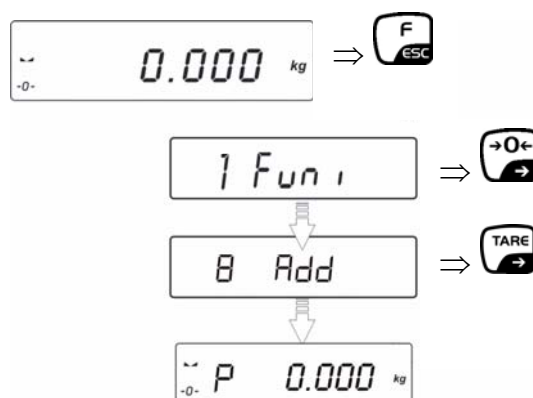 0.000 kg ⇒ F ESC
-0-
1 Funi ⇒ →0← →
8 Add ⇒ TARE →
P 0.000 kg
-0-